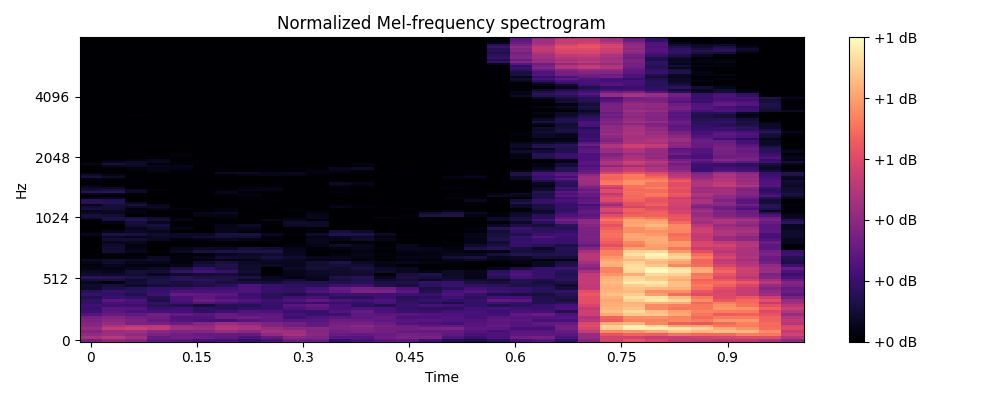 Normalized Mel-frequency spectrogram
Hz
4096
2048
1024
512
0
0 0.15 0.3 0.45 0.6 0.75 0.9
Time
+1 dB
+1 dB
+1 dB
+0 dB
+0 dB
+0 dB